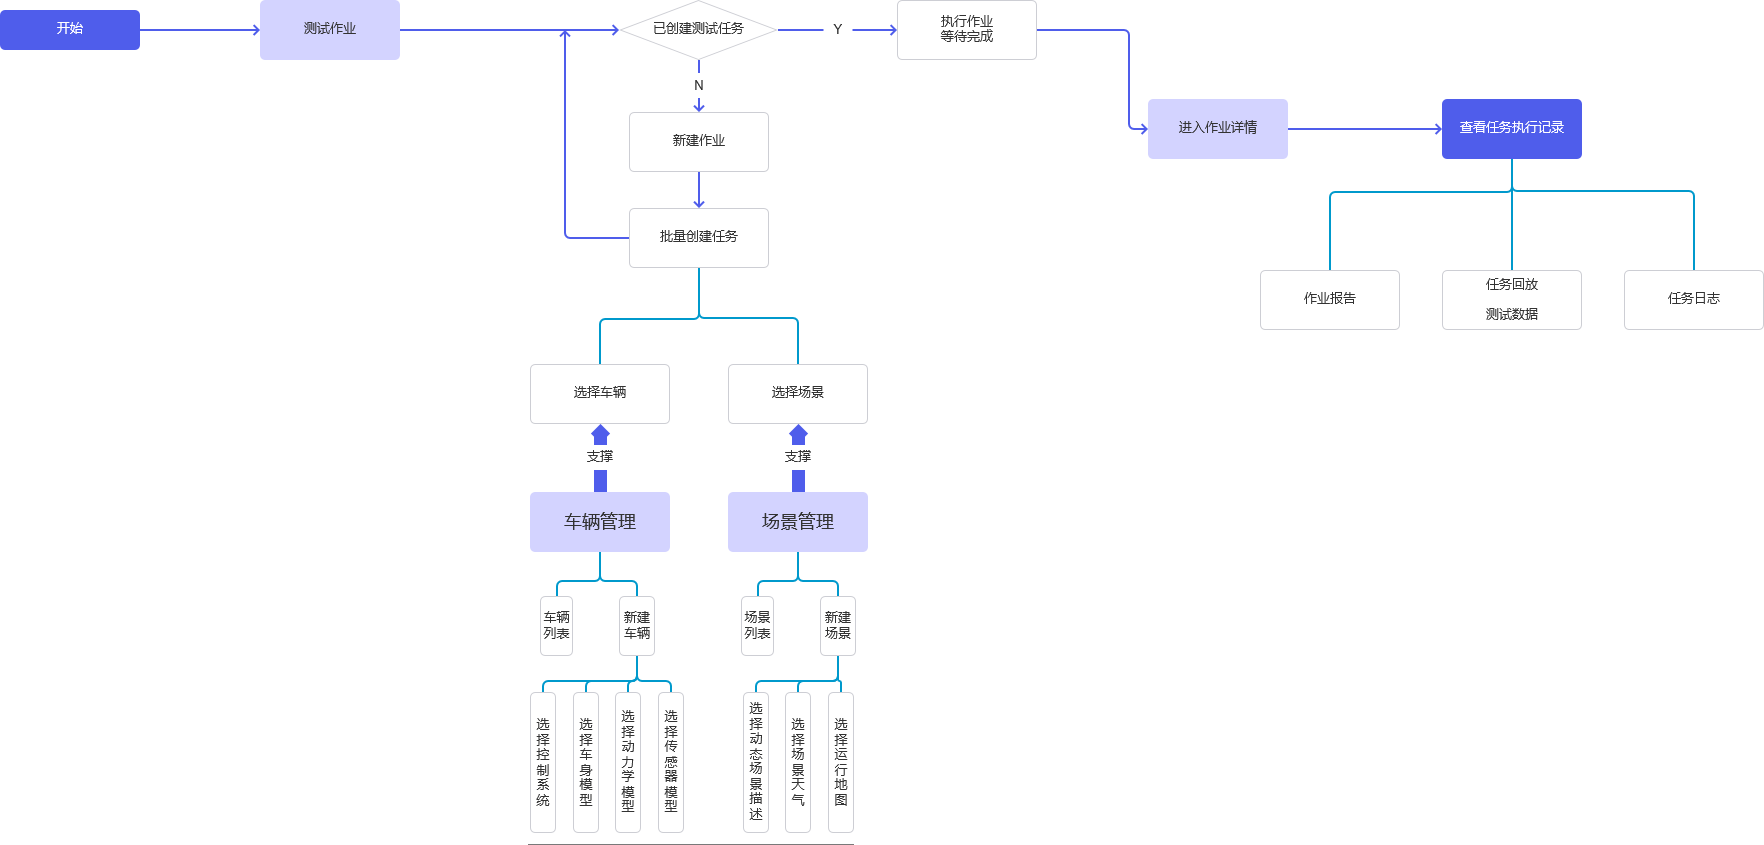 开始
测试作业
已创建测试任务
Y
执行作业
等待完成
N
新建作业
进入作业详情
查看任务执行记录
批量创建任务
作业报告
任务回放
测试数据
任务日志
选择车辆
选择场景
支撑
支撑
车辆管理
场景管理
车辆
列表
新建
车辆
场景
列表
新建
场景
选择控制系统
选择车身模型
选择动力学模型
选择传感器模型
选择动态场景描述
选择场景天气
选择运行地图